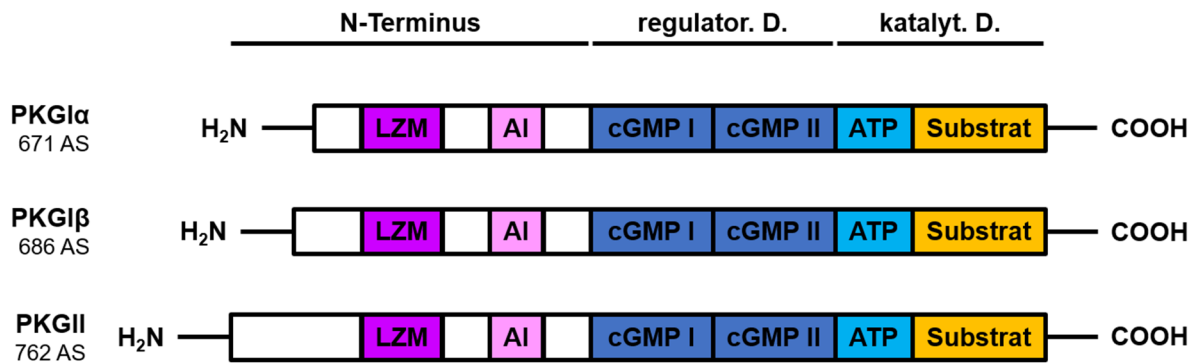 N-Terminus regulator. D. katalyt. D.
PKGIα
671 AS
H₂N LZM AI cGMP I cGMP II ATP Substrat COOH
PKGIβ
686 AS
H₂N LZM AI cGMP I cGMP II ATP Substrat COOH
PKGII
762 AS
H₂N LZM AI cGMP I cGMP II ATP Substrat COOH